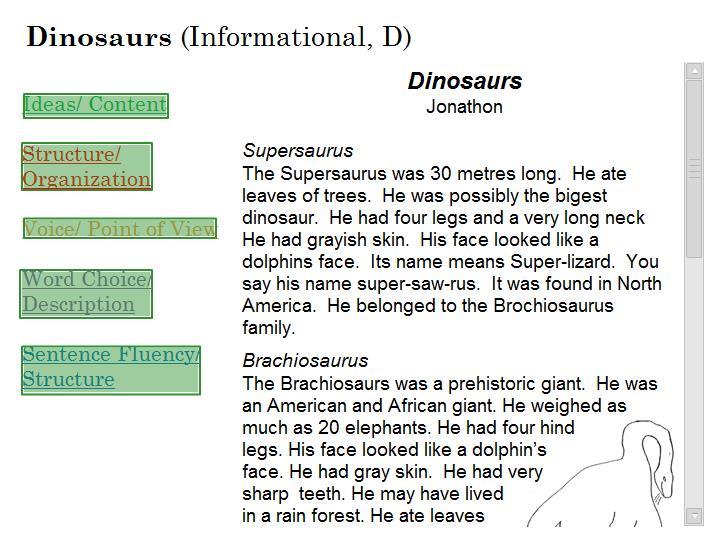 Dinosaurs (Informational, D)
Ideas/ Content
Structure/
Organization
Voice/ Point of View
Word Choice/
Description
Sentence Fluency/
Structure
Dinosaurs
Jonathon
Supersaurus
The Supersaurus was 30 metres long.  He ate
leaves of trees.  He was possibly the bigest
dinosaur.  He had four legs and a very long neck
He had grayish skin.  His face looked like a
dolphins face.  Its name means Super-lizard.  You
say his name super-saw-rus.  It was found in North
America.  He belonged to the Brochiosaurus
family.
Brachiosaurus
The Brachiosaurs was a prehistoric giant.  He was
an American and African giant. He weighed as
much as 20 elephants. He had four hind
legs. His face looked like a dolphin's
face. He had gray skin.  He had very
sharp  teeth. He may have lived
in a rain forest. He ate leaves